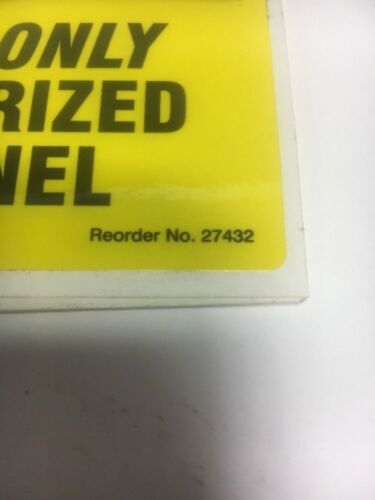 ONLY
RIZED
NEL
Reorder No. 27432